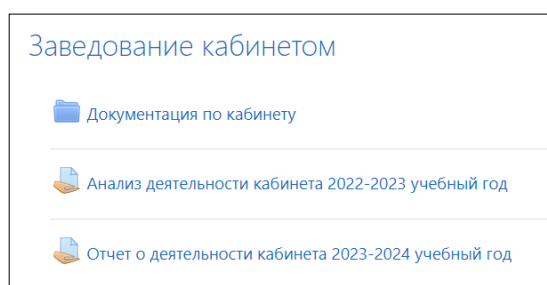 Заведование кабинетом
Документация по кабинету
Анализ деятельности кабинета 2022-2023 учебный год
Отчет о деятельности кабинета 2023-2024 учебный год